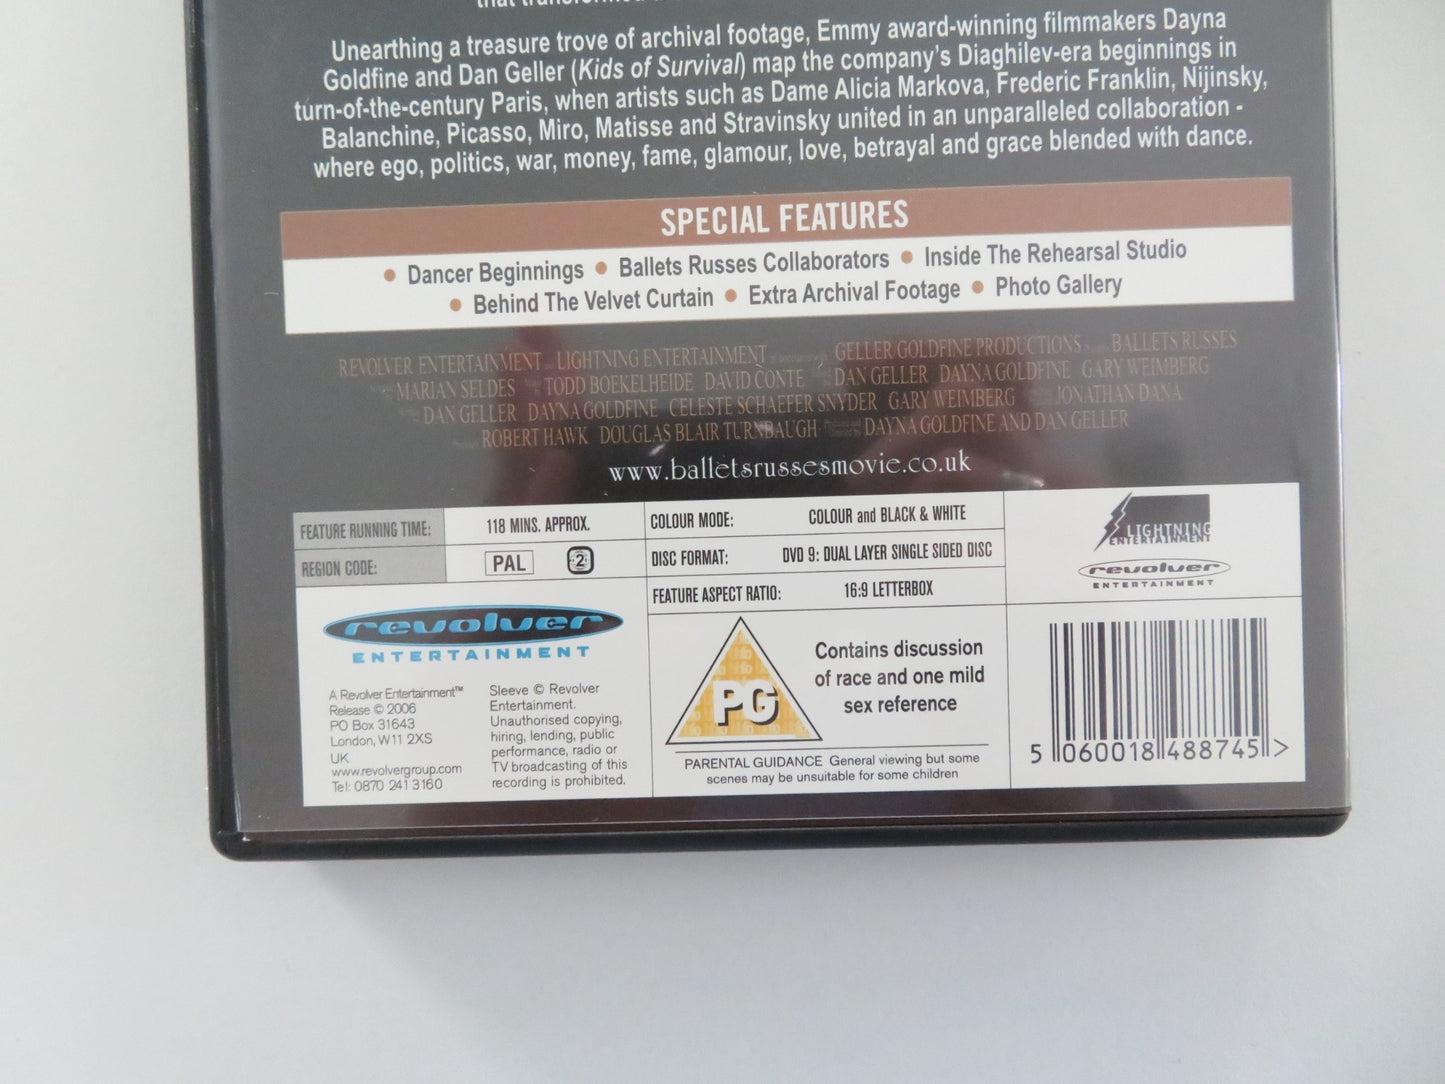 that transformed
Unearthing a treasure trove of archival footage, Emmy award-winning filmmakers Dayna
Goldfine and Dan Geller (Kids of Survival) map the company's Diaghilev-era beginnings in
turn-of-the-century Paris, when artists such as Dame Alicia Markova, Frederic Franklin, Nijinsky,
Balanchine, Picasso, Miro, Matisse and Stravinsky united in an unparalleled collaboration -
where ego, politics, war, money, fame, glamour, love, betrayal and grace blended with dance.
SPECIAL FEATURES
• Dancer Beginnings • Ballets Russes Collaborators • Inside The Rehearsal Studio
• Behind The Velvet Curtain • Extra Archival Footage • Photo Gallery
REVOLVER ENTERTAINMENT LIGHTNING ENTERTAINMENT GELLER/GOLDFINE PRODUCTIONS BALLETS RUSSES
MARIAN SELDES TODD BOEKELHEIDE DAVID CONTE DAN GELLER DAYNA GOLDFINE GARY WEIMBERG
DAN GELLER DAYNA GOLDFINE CELESTE SCHAEFER SNYDER GARY WEIMBERG JONATHAN DANA
ROBERT HAWK DOUGLAS BLAIR TURNBAUGH DAYNA GOLDFINE AND DAN GELLER
www.balletsrussesmovie.co.uk
FEATURE RUNNING TIME: 118 MINS. APPROX.
REGION CODE: PAL 2
COLOUR MODE: COLOUR and BLACK & WHITE
DISC FORMAT: DVD 9: DUAL LAYER SINGLE SIDED DISC
FEATURE ASPECT RATIO: 16:9 LETTERBOX
LIGHTNING
ENTERTAINMENT
revolver
ENTERTAINMENT
revolver
ENTERTAINMENT
A Revolver Entertainment™
Release © 2006
PO Box 31643
London, W11 2XS
UK
www.revolvergroup.com
Tel: 0870 241 3160
Sleeve © Revolver
Entertainment.
Unauthorised copying,
hiring, lending, public
performance, radio or
TV broadcasting of this
recording is prohibited.
PG
Contains discussion
of race and one mild
sex reference
PARENTAL GUIDANCE General viewing but some
scenes may be unsuitable for some children
5 060018 488745 >